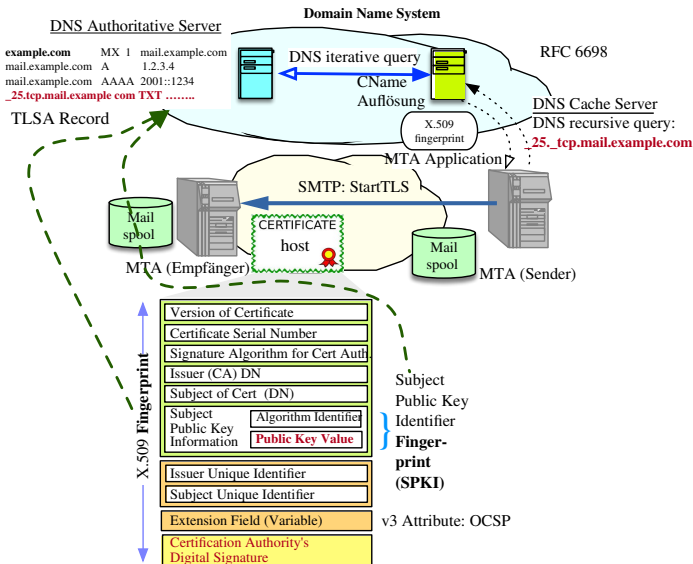 Domain Name System
DNS Authoritative Server
example.com MX 1 mail.example.com
mail.example.com A 1.2.3.4
mail.example.com AAAA 2001::1234
_25.tcp.mail.example com TXT ........
TLSA Record
DNS iterative query
CName
Auflösung
RFC 6698
DNS Cache Server
DNS recursive query:
_25._tcp.mail.example.com
X.509
fingerprint
MTA Application
SMTP: StartTLS
Mail
spool
MTA (Empfänger)
CERTIFICATE
host
Mail
spool
MTA (Sender)
X.509 Fingerprint
Version of Certificate
Certificate Serial Number
Signature Algorithm for Cert Auth.
Issuer (CA) DN
Subject of Cert (DN)
Subject
Public Key
Information
Algorithm Identifier
Public Key Value
Issuer Unique Identifier
Subject Unique Identifier
Extension Field (Variable)
Certification Authority's
Digital Signature
Subject
Public Key
Identifier
Finger-
print
(SPKI)
v3 Attribute: OCSP